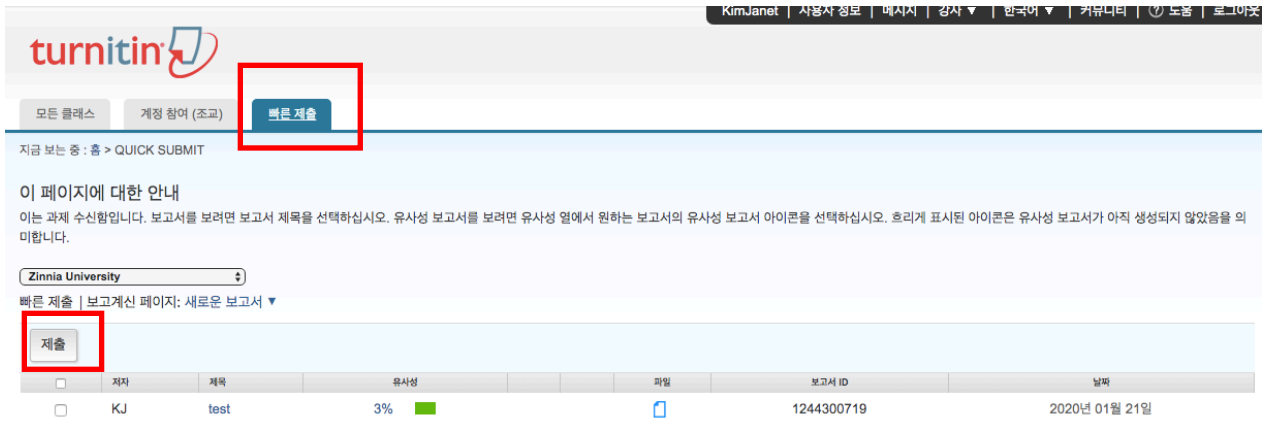 KimJanet | 사용자 정보 | 메시지 | 강사 ▼ | 한국어 ▼ | 커뮤니티 | ? 도움 | 로그아웃
turnitin
모든 클래스 계정 참여 (조교) 빠른 제출
지금 보는 중 : 홈 > QUICK SUBMIT
이 페이지에 대한 안내
이는 과제 수신함입니다. 보고서를 보려면 보고서 제목을 선택하십시오. 유사성 보고서를 보려면 유사성 열에서 원하는 보고서의 유사성 보고서 아이콘을 선택하십시오. 흐리게 표시된 아이콘은 유사성 보고서가 아직 생성되지 않았음을 의
미합니다.
Zinnia University
빠른 제출 | 보고계신 페이지: 새로운 보고서 ▼
제출
저자 제목 유사성 파일 보고서 ID 날짜
KJ test 3% 1244300719 2020년 01월 21일